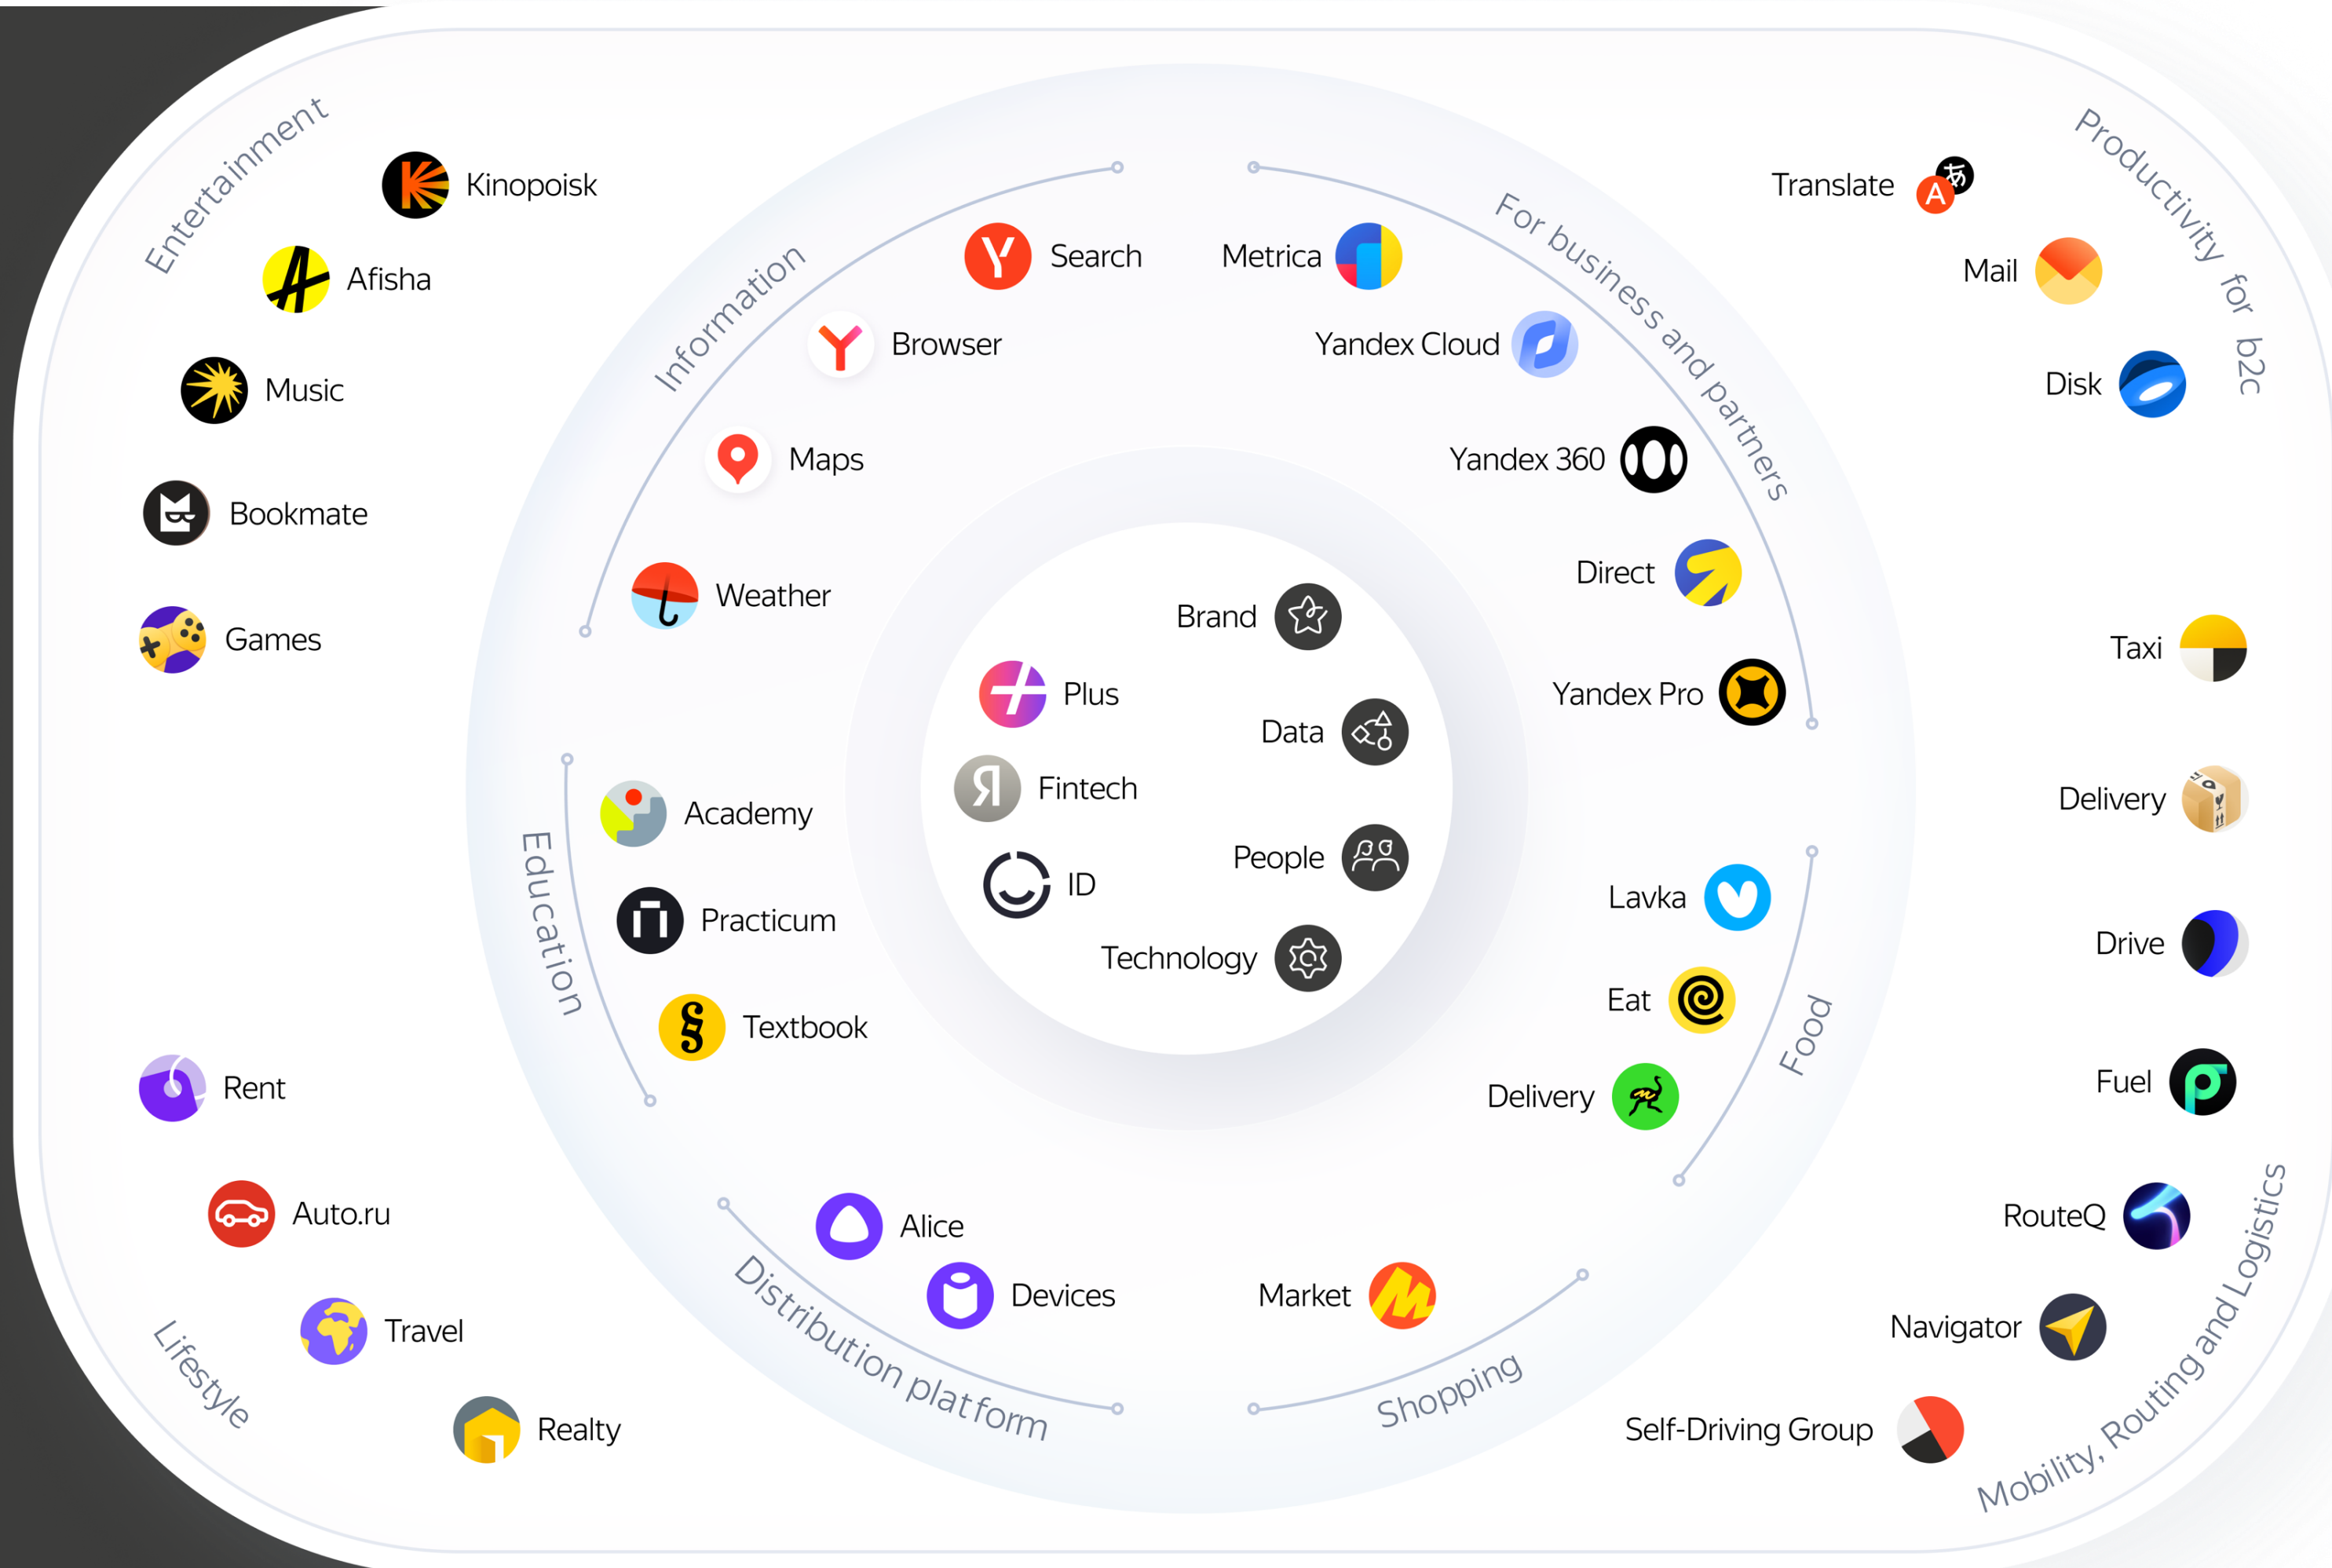 Entertainment
Kinopoisk
Afisha
Music
Bookmate
Games
Information
Search
Browser
Maps
Weather
For business and partners
Metrica
Yandex Cloud
Yandex 360
Direct
Yandex Pro
Productivity for b2c
Translate
A
あ
Mail
Disk
Brand
Plus
Data
Я
Fintech
People
ID
Technology
Education
Academy
Practicum
§
Textbook
Food
Lavka
Eat
Delivery
Taxi
Delivery
Drive
Fuel
RouteQ
Navigator
Self-Driving Group
Mobility, Routing and Logistics
Rent
Auto.ru
Travel
Realty
Lifestyle
Alice
Devices
Distribution platform
Market
Shopping